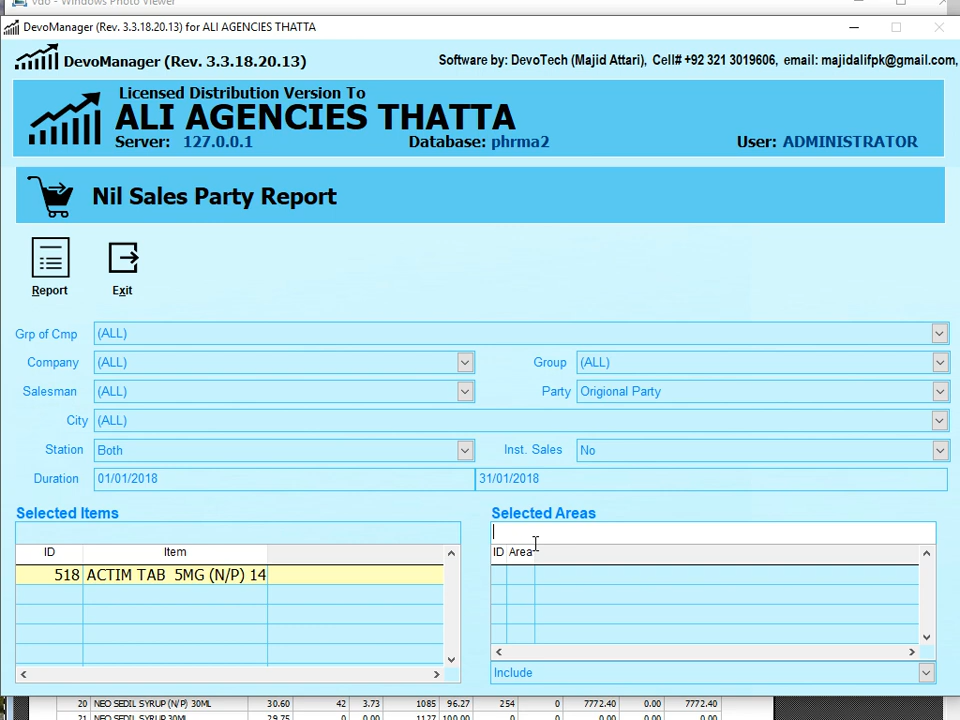 vdo - Windows Photo Viewer
DevoManager (Rev. 3.3.18.20.13) for ALI AGENCIES THATTA
DevoManager (Rev. 3.3.18.20.13)
Software by: DevoTech (Majid Attari), Cell# +92 321 3019606, email: majidalifpk@gmail.com,
Licensed Distribution Version To
ALI AGENCIES THATTA
Server: 127.0.0.1 Database: phrma2 User: ADMINISTRATOR
Nil Sales Party Report
Report Exit
Grp of Cmp (ALL)
Company (ALL) Group (ALL)
Salesman (ALL) Party Origional Party
City (ALL)
Station Both Inst. Sales No
Duration 01/01/2018 31/01/2018
Selected Items Selected Areas
ID Item ID Area
518 ACTIM TAB 5MG (N/P) 14
Include
20 NEO SEDIL SYRUP (N/P) 30ML 30.60 42 3.73 1085 96.27 254 0 7772.40 0.00 7772.40
21 NEO SEDIL SYRUP 30ML 29.75 0 0.00 1127 100.00 0 0 0.00 0.00 0.00